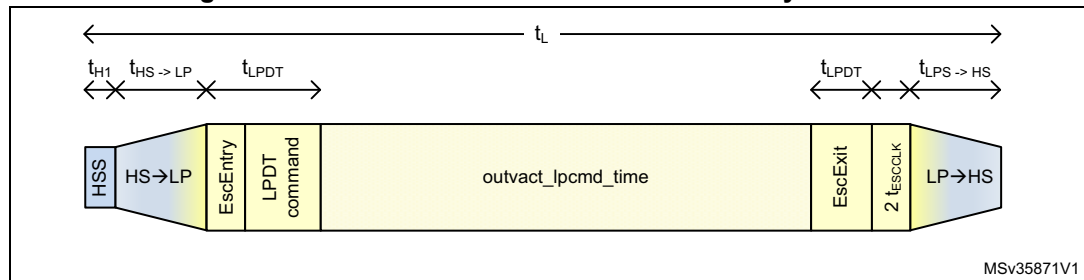 t_L
t_H1 t_HS -> LP t_LPDT t_LPDT t_LPS -> HS
HSS
HS→LP
EscEntry
LPDT
command
outvact_lpcmd_time
EscExit
2 t_ESCCLK
LP→HS
MSv35871V1